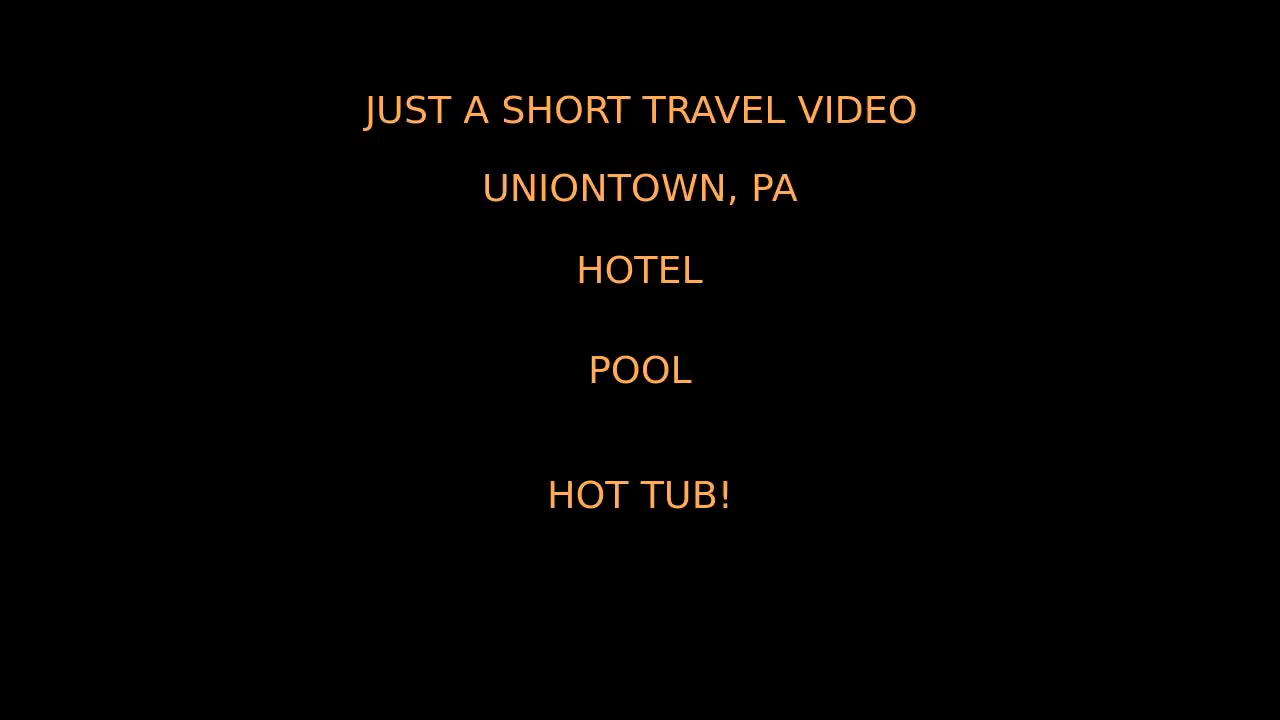 JUST A SHORT TRAVEL VIDEO
UNIONTOWN, PA
HOTEL
POOL
HOT TUB!